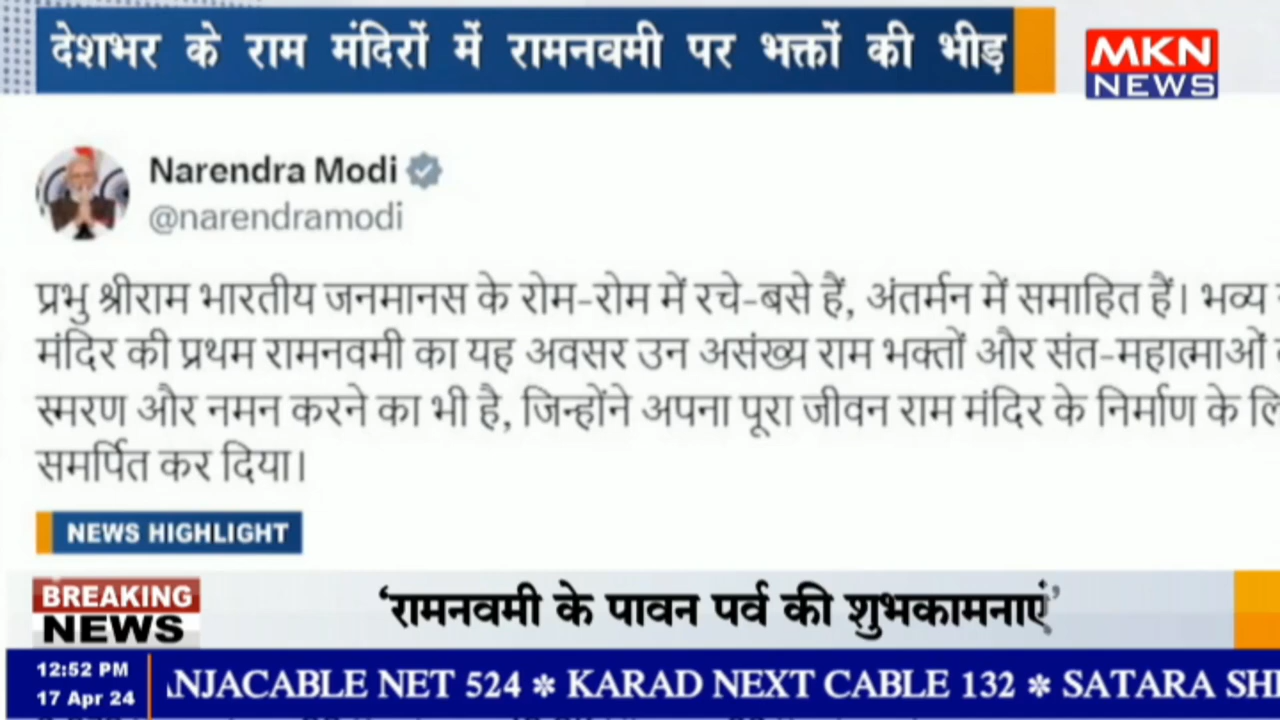 देशभर के राम मंदिरों में रामनवमी पर भक्तों की भीड़
MKN
NEWS
Narendra Modi
@narendramodi
प्रभु श्रीराम भारतीय जनमानस के रोम-रोम में रचे-बसे हैं, अंतर्मन में समाहित हैं। भव्य
मंदिर की प्रथम रामनवमी का यह अवसर उन असंख्य राम भक्तों और संत-महात्माओं
स्मरण और नमन करने का भी है, जिन्होंने अपना पूरा जीवन राम मंदिर के निर्माण के लि
समर्पित कर दिया।
NEWS HIGHLIGHT
BREAKING
NEWS
‘रामनवमी के पावन पर्व की शुभकामनाएं’
12:52 PM
17 Apr 24
NJACABLE NET 524 * KARAD NEXT CABLE 132 * SATARA SHI